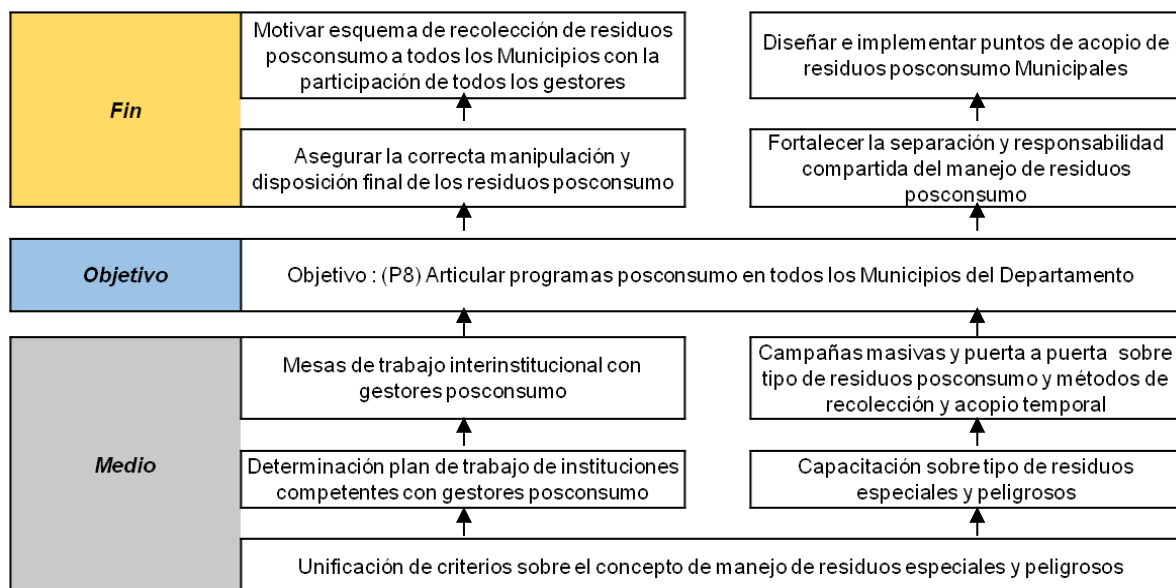 Fin
Motivar esquema de recolección de residuos
posconsumo a todos los Municipios con la
participación de todos los gestores
Diseñar e implementar puntos de acopio de
residuos posconsumo Municipales
Asegurar la correcta manipulación y
disposición final de los residuos posconsumo
Fortalecer la separación y responsabilidad
compartida del manejo de residuos
posconsumo
Objetivo
Objetivo : (P8) Articular programas posconsumo en todos los Municipios del Departamento
Medio
Mesas de trabajo interinstitucional con
gestores posconsumo
Campañas masivas y puerta a puerta sobre
tipo de residuos posconsumo y métodos de
recolección y acopio temporal
Determinación plan de trabajo de instituciones
competentes con gestores posconsumo
Capacitación sobre tipo de residuos
especiales y peligrosos
Unificación de criterios sobre el concepto de manejo de residuos especiales y peligrosos